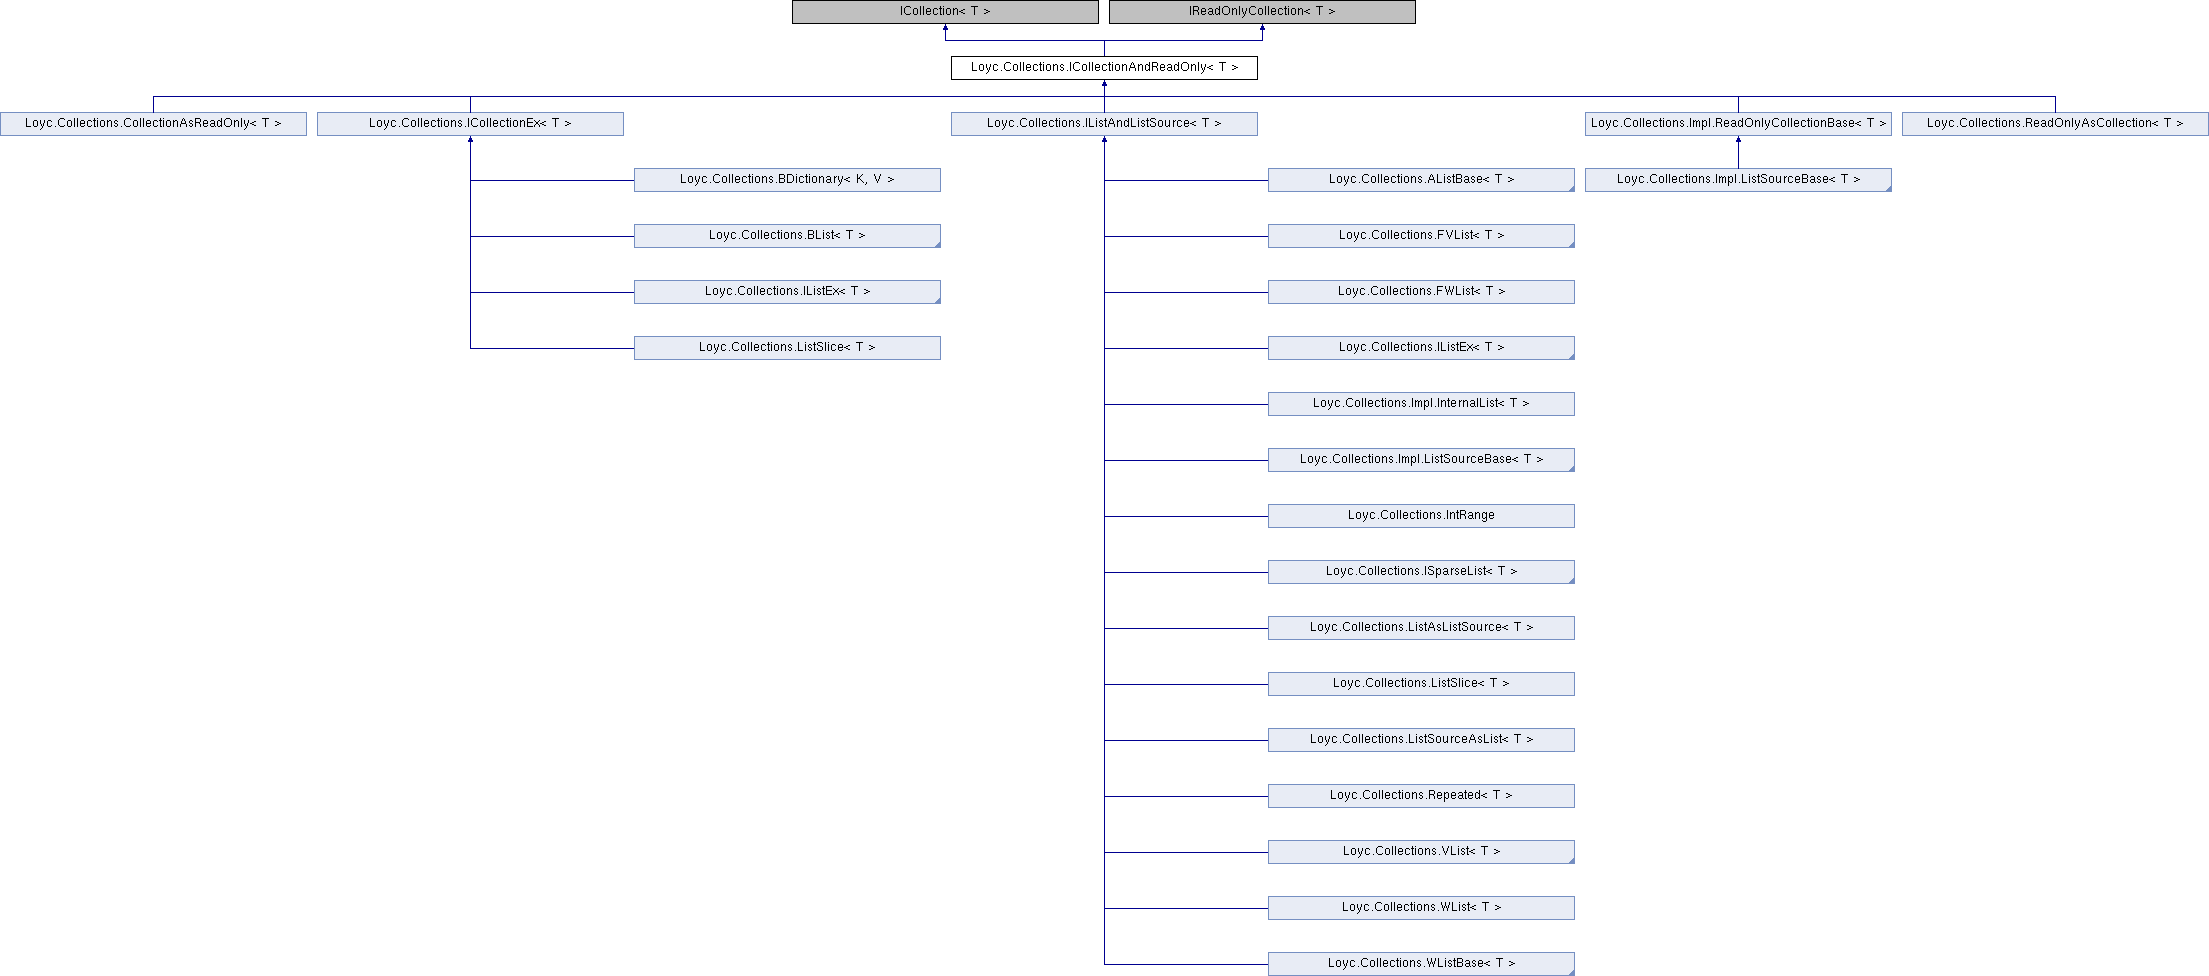 ICollection< T >
IReadOnlyCollection< T >
Loyc.Collections.ICollectionAndReadOnly< T >
Loyc.Collections.CollectionAsReadOnly< T >
Loyc.Collections.ICollectionEx< T >
Loyc.Collections.IListAndListSource< T >
Loyc.Collections.Impl.ReadOnlyCollectionBase< T >
Loyc.Collections.ReadOnlyAsCollection< T >
Loyc.Collections.BDictionary< K, V >
Loyc.Collections.AListBase< T >
Loyc.Collections.Impl.ListSourceBase< T >
Loyc.Collections.BList< T >
Loyc.Collections.FVList< T >
Loyc.Collections.IListEx< T >
Loyc.Collections.FWList< T >
Loyc.Collections.ListSlice< T >
Loyc.Collections.IListEx< T >
Loyc.Collections.Impl.InternalList< T >
Loyc.Collections.Impl.ListSourceBase< T >
Loyc.Collections.IntRange
Loyc.Collections.ISparseList< T >
Loyc.Collections.ListAsListSource< T >
Loyc.Collections.ListSlice< T >
Loyc.Collections.ListSourceAsList< T >
Loyc.Collections.Repeated< T >
Loyc.Collections.VList< T >
Loyc.Collections.WList< T >
Loyc.Collections.WListBase< T >